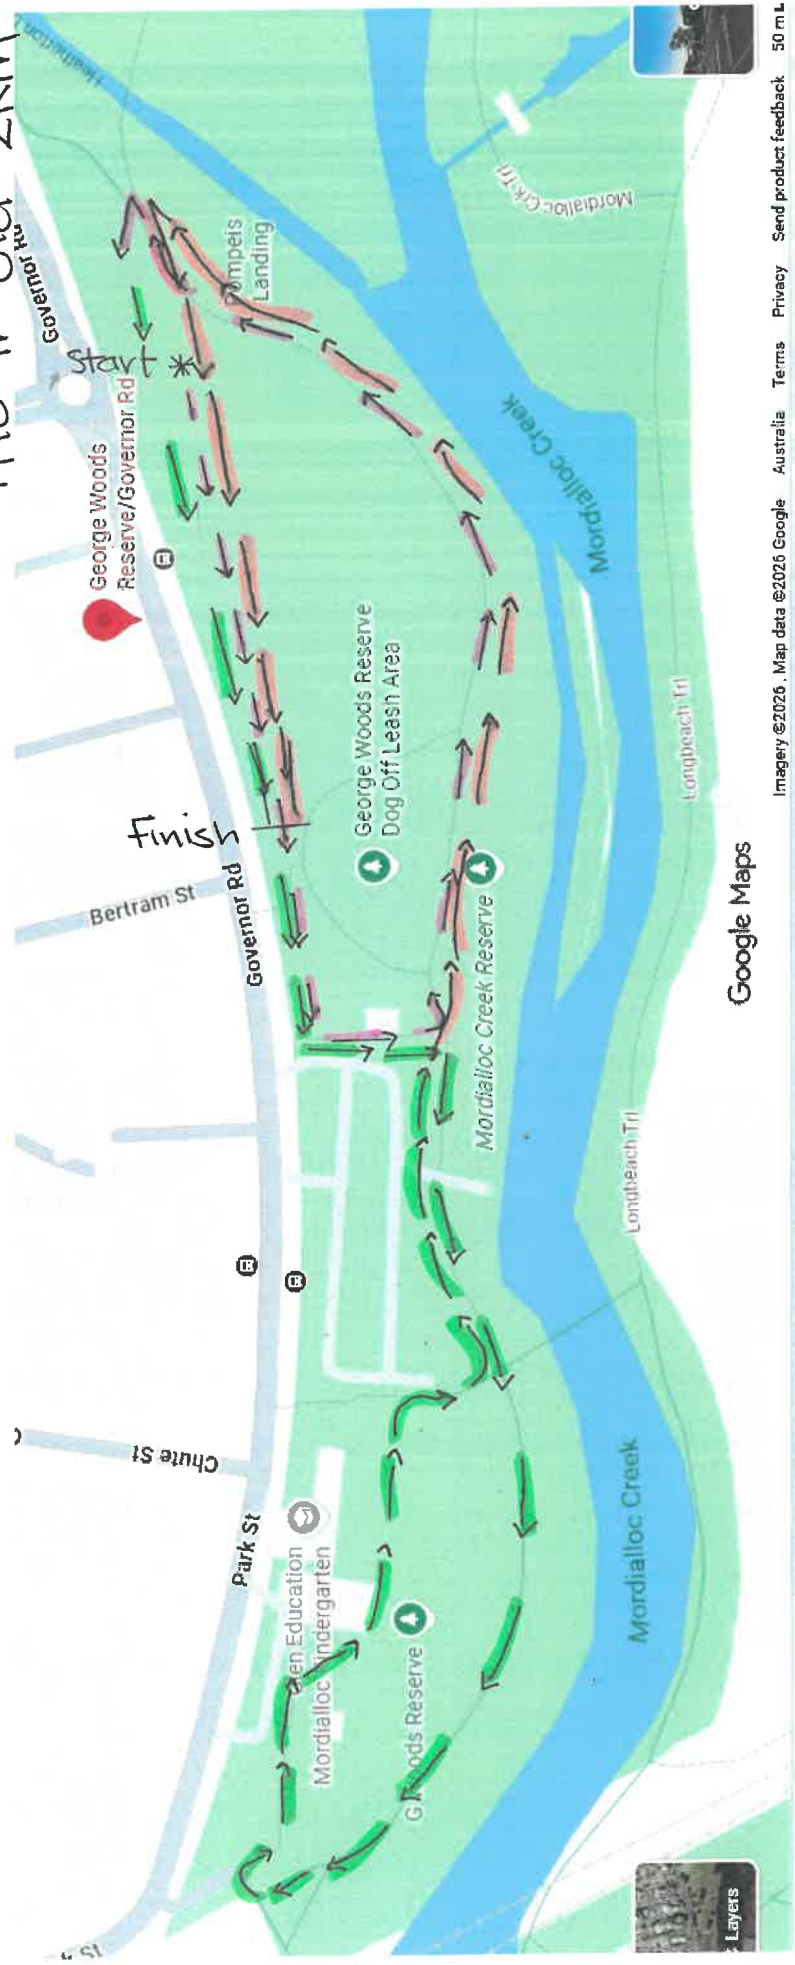 2KM
Governor Rd
Start *
George Woods
Reserve/Governor Rd
Pompeis
Landing
Mordialloc Crk Trl
Mordialloc Creek
George Woods Reserve
Dog Off Leash Area
Finish
Bertram St
Governor Rd
Mordialloc Creek Reserve
Longbeach Trl
Longbeach Trl
Chute St
Park St
Mordialloc Kindergarten
Mordialloc Creek
Google Maps
Imagery ©2026, Map data ©2026 Google Australia Terms Privacy Send product feedback 50 m
Layers